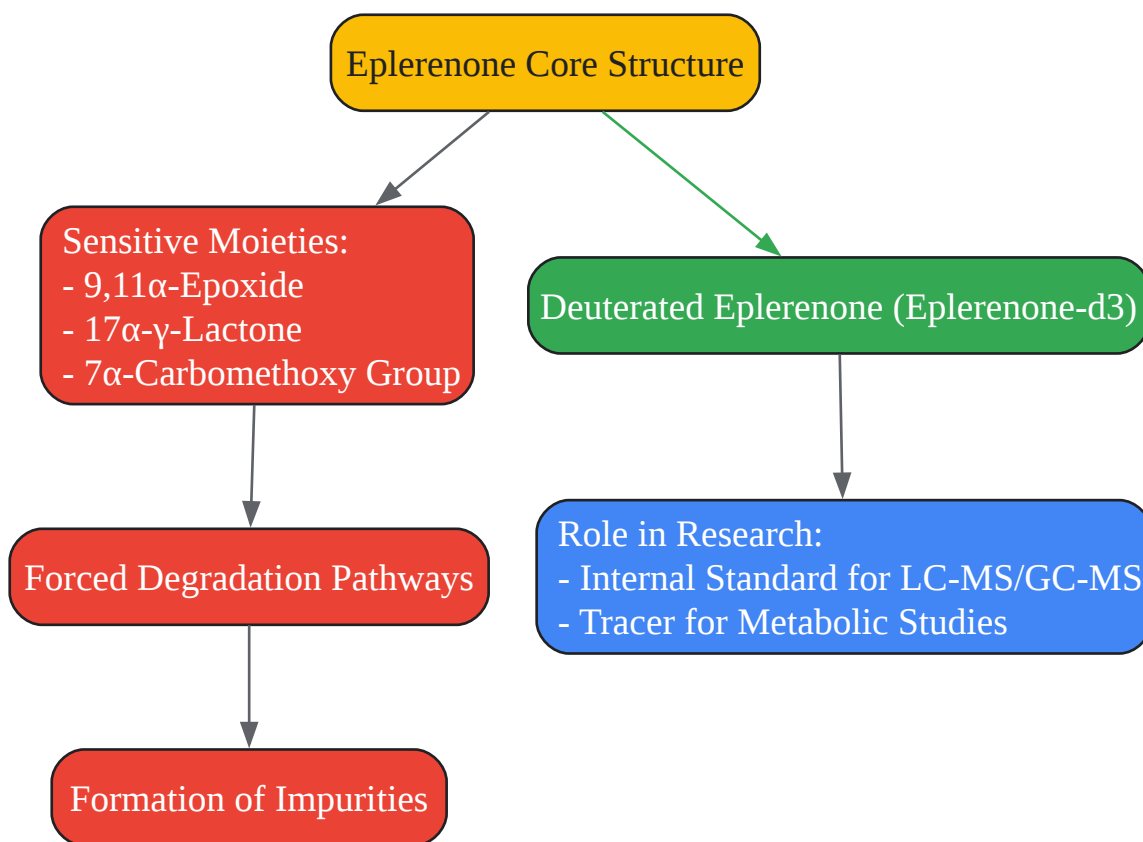 Eplerenone Core Structure
Sensitive Moieties:
- 9,11α-Epoxide
- 17α-γ-Lactone
- 7α-Carbomethoxy Group
Deuterated Eplerenone (Eplerenone-d3)
Forced Degradation Pathways
Role in Research:
- Internal Standard for LC-MS/GC-MS
- Tracer for Metabolic Studies
Formation of Impurities